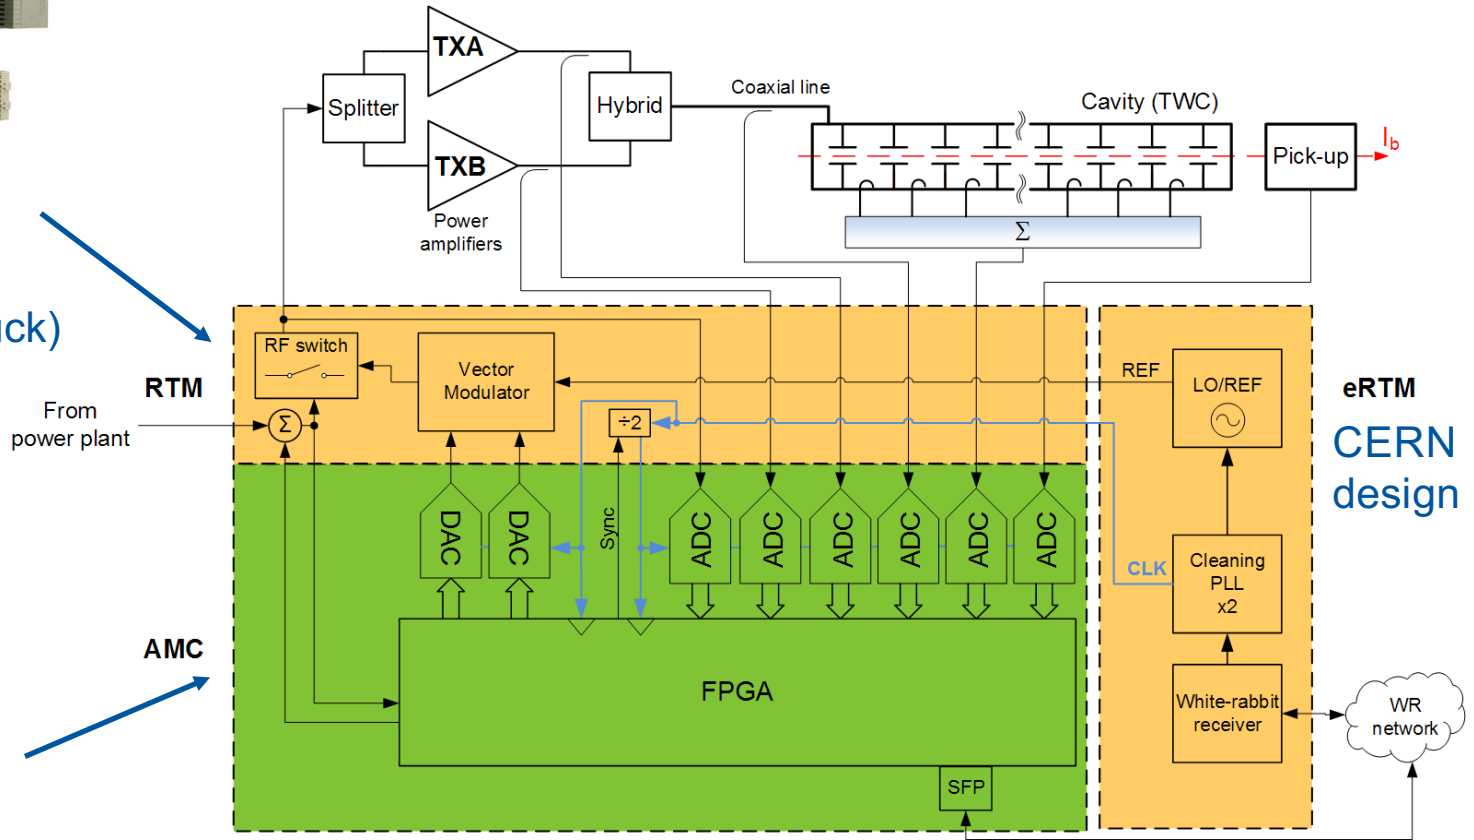 TXA
Splitter
Hybrid
TXB
Power
amplifiers
Coaxial line
Cavity (TWC)
Pick-up
I_b
Σ
RF switch
Vector
Modulator
RTM
From
power plant
Σ
÷2
REF
LO/REF
eRTM
CERN
design
DAC
DAC
Sync
ADC
ADC
ADC
ADC
ADC
ADC
CLK
Cleaning
PLL
x2
AMC
FPGA
White-rabbit
receiver
WR
network
SFP